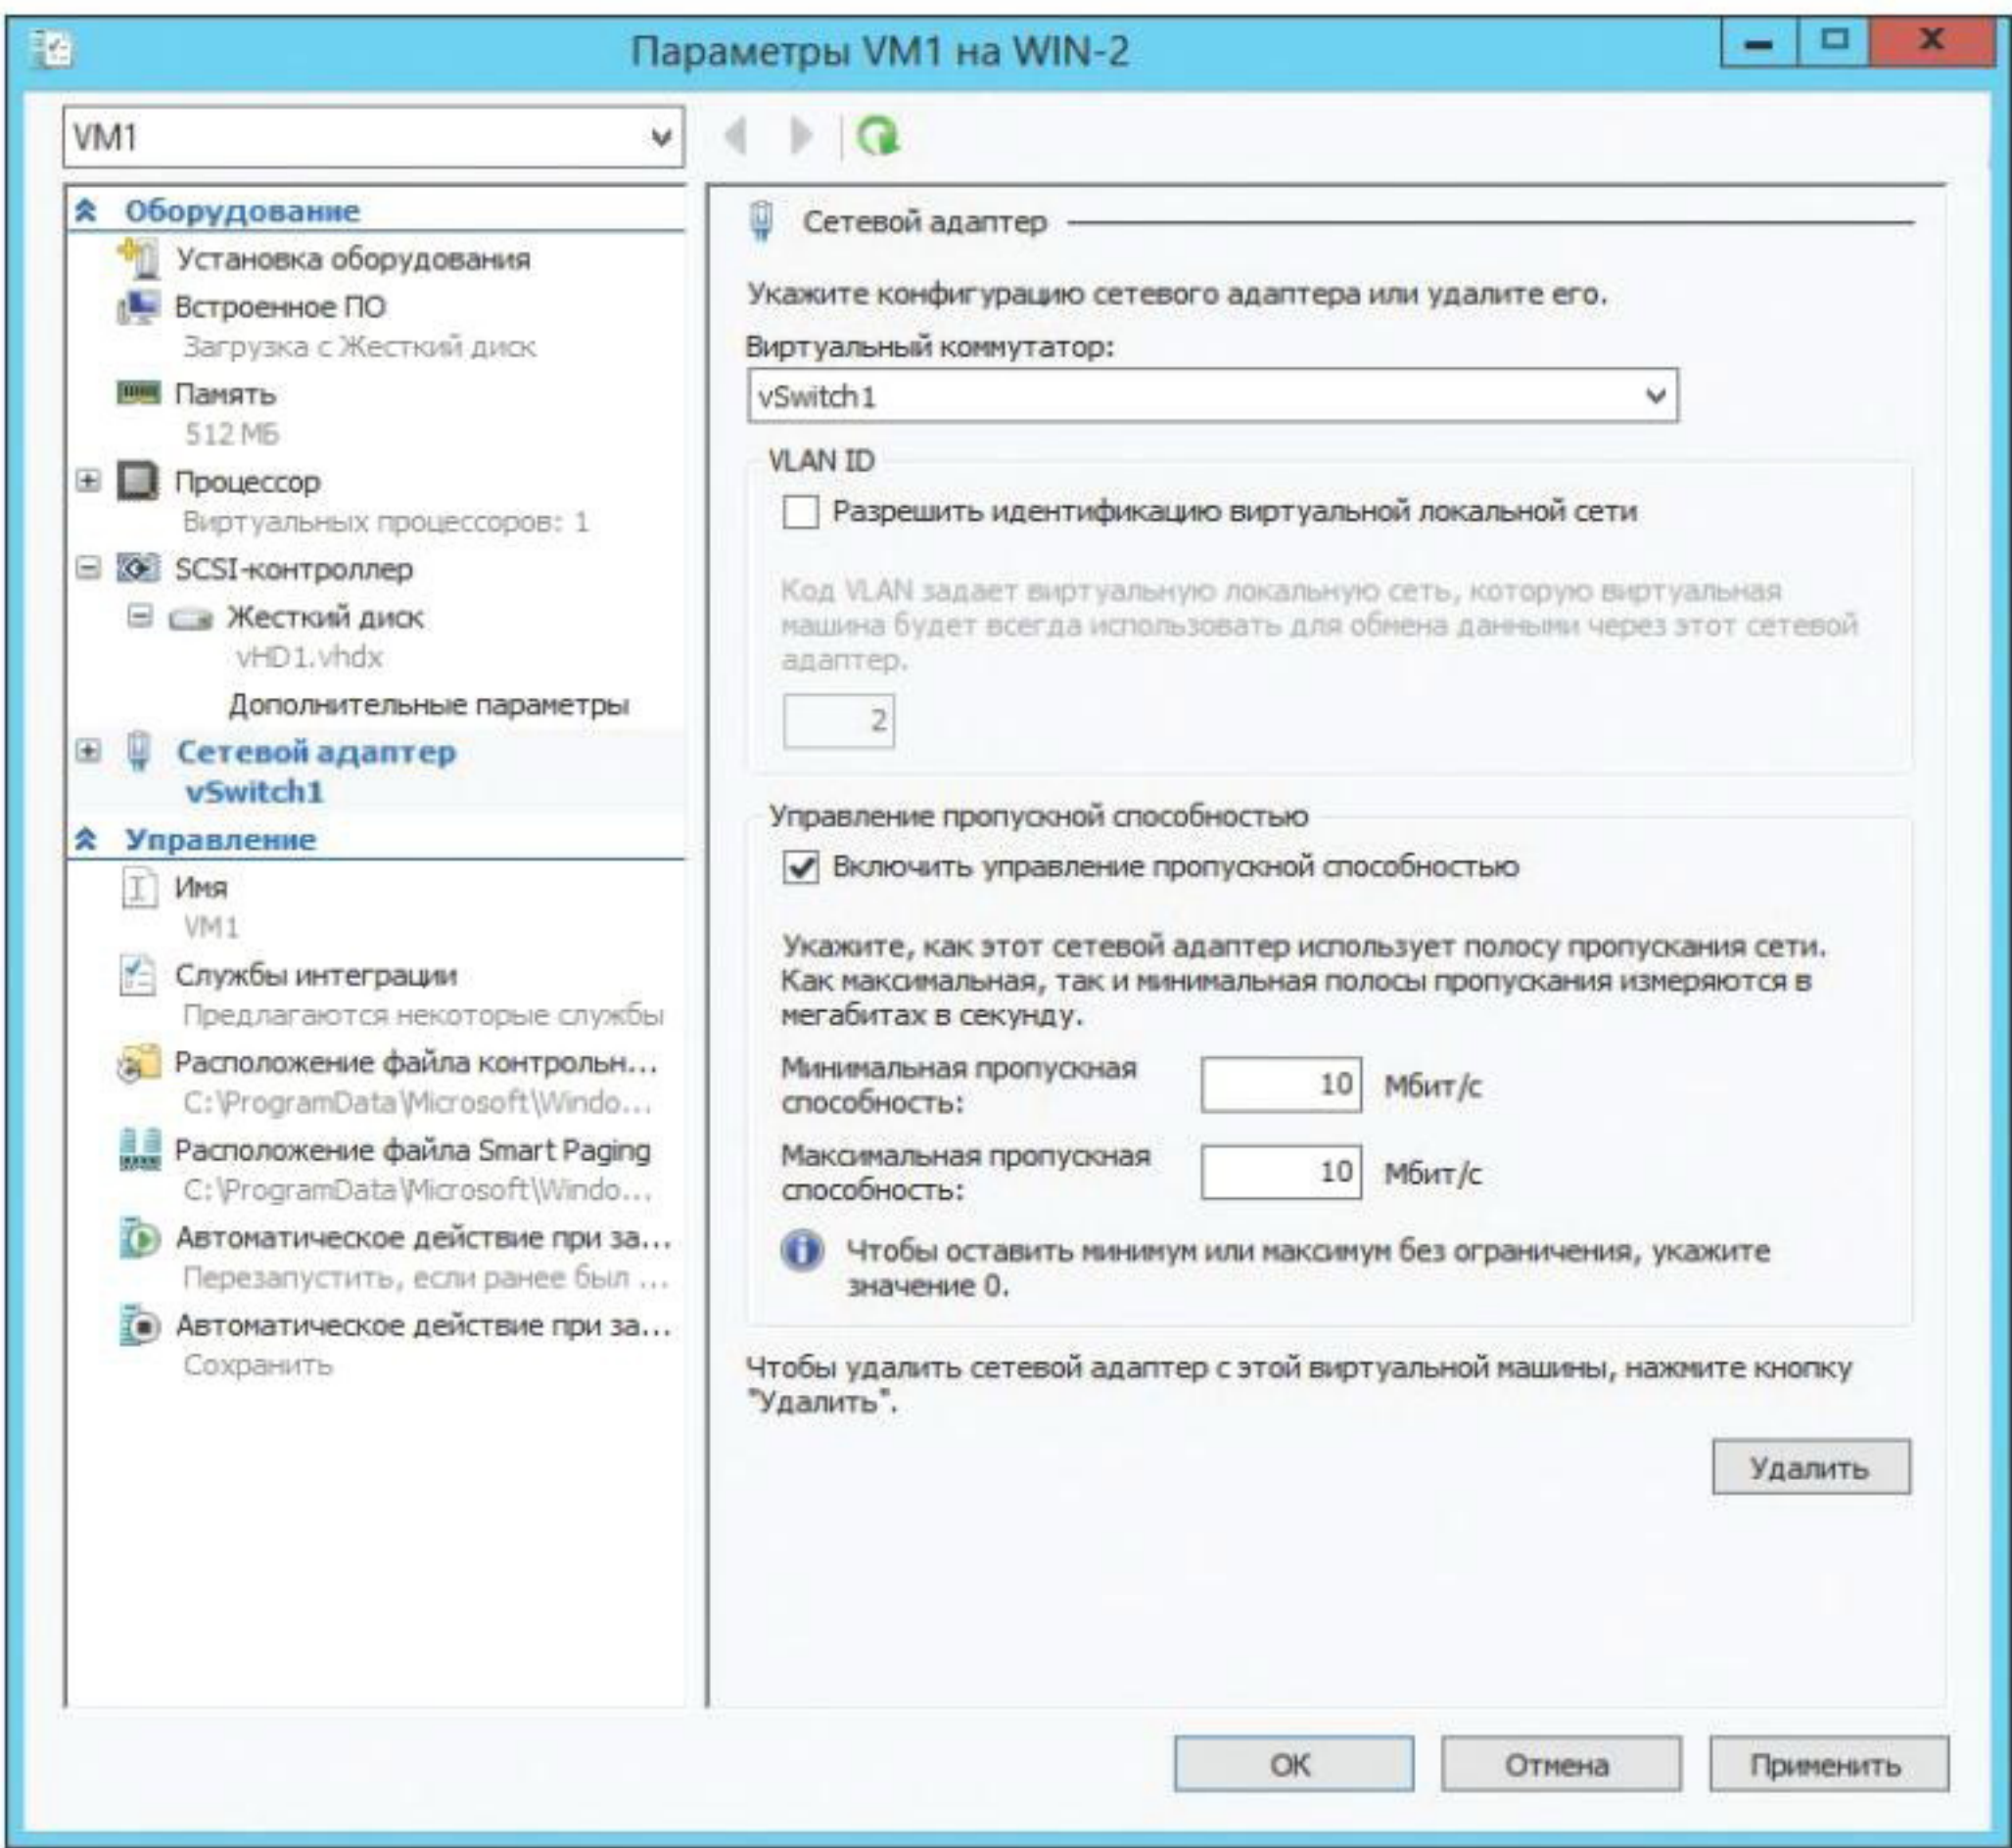 Параметры VM1 на WIN-2
VM1
Оборудование
Установка оборудования
Встроенное ПО
Загрузка с Жесткий диск
Память
512 МБ
Процессор
Виртуальных процессоров: 1
SCSI-контроллер
Жесткий диск
vHD1.vhdx
Дополнительные параметры
Сетевой адаптер
vSwitch1
Управление
Имя
VM1
Службы интеграции
Предлагаются некоторые службы
Расположение файла контрольн...
C:\ProgramData\Microsoft\Windo...
Расположение файла Smart Paging
C:\ProgramData\Microsoft\Windo...
Автоматическое действие при за...
Перезапустить, если ранее был ...
Автоматическое действие при за...
Сохранить
Сетевой адаптер
Укажите конфигурацию сетевого адаптера или удалите его.
Виртуальный коммутатор:
vSwitch1
VLAN ID
Разрешить идентификацию виртуальной локальной сети
Код VLAN задает виртуальную локальную сеть, которую виртуальная
машина будет всегда использовать для обмена данными через этот сетевой
адаптер.
2
Управление пропускной способностью
Включить управление пропускной способностью
Укажите, как этот сетевой адаптер использует полосу пропускания сети.
Как максимальная, так и минимальная полосы пропускания измеряются в
мегабитах в секунду.
Минимальная пропускная
способность:
10 Мбит/с
Максимальная пропускная
способность:
10 Мбит/с
Чтобы оставить минимум или максимум без ограничения, укажите
значение 0.
Чтобы удалить сетевой адаптер с этой виртуальной машины, нажмите кнопку
"Удалить".
Удалить
ОК
Отмена
Применить